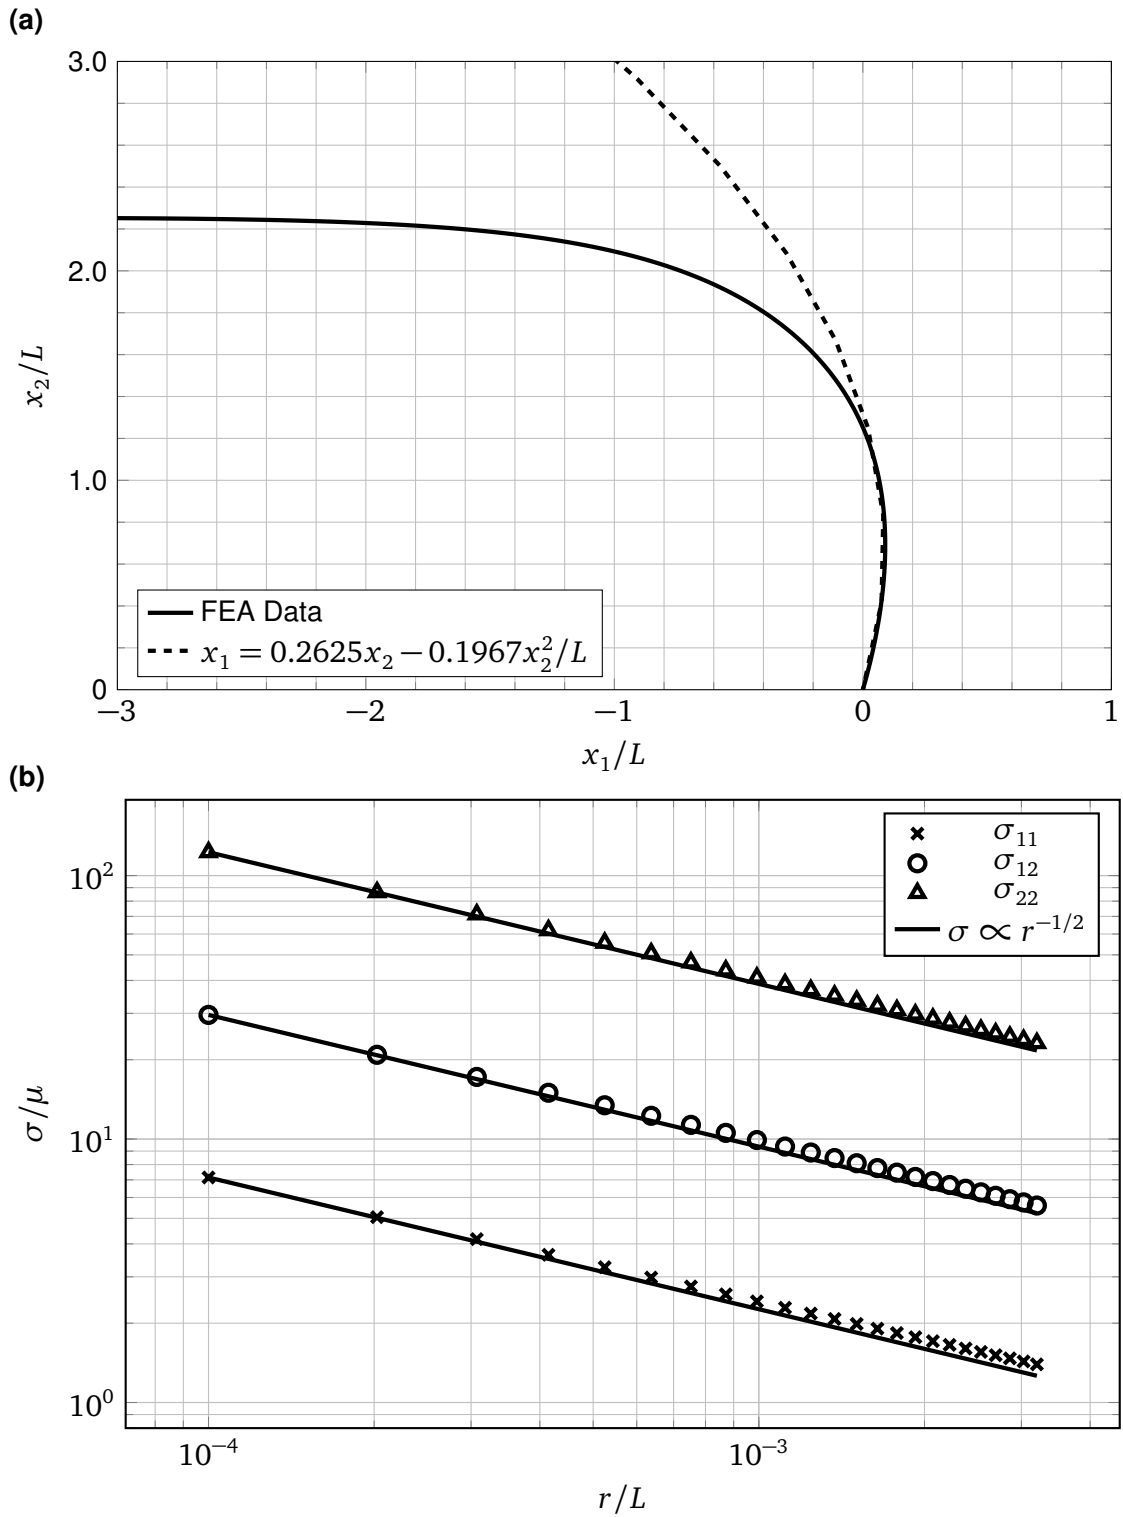 (a)
3.0
2.0
1.0
0
x₂/L
FEA Data
x₁ = 0.2625x₂ − 0.1967x₂²/L
−3 −2 −1 0 1
x₁/L
(b)
10²
10¹
10⁰
σ/μ
σ₁₁
σ₁₂
σ₂₂
σ ∝ r⁻¹/²
10⁻⁴ 10⁻³
r/L